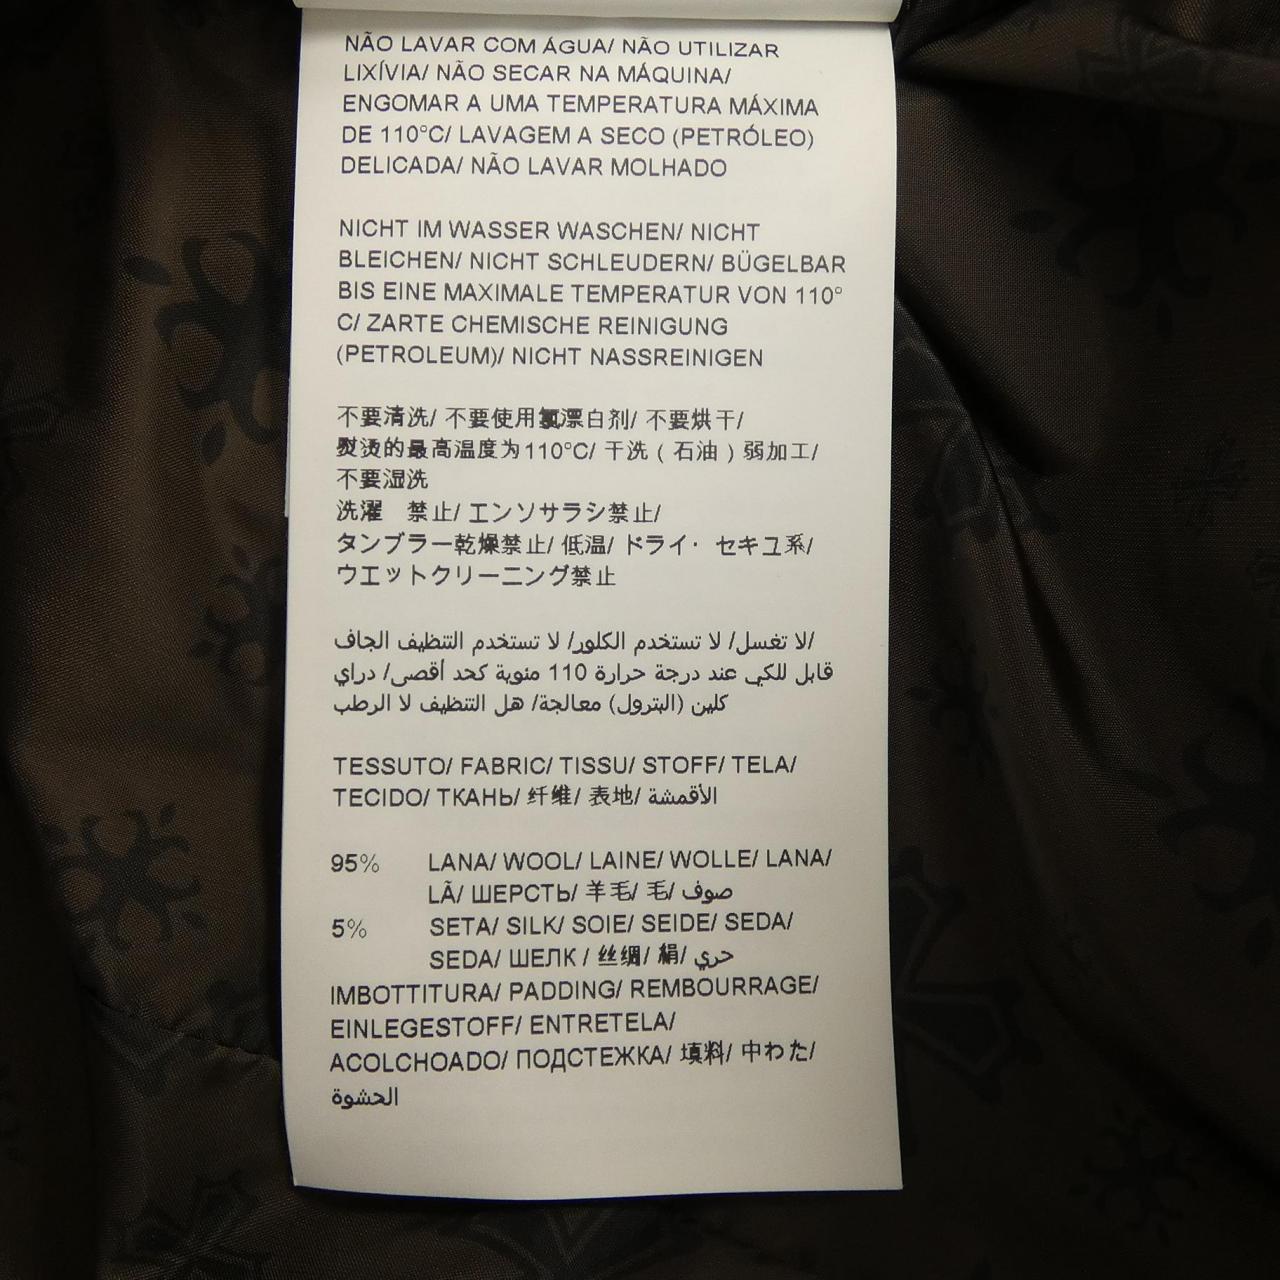 NÃO LAVAR COM ÁGUA/ NÃO UTILIZAR
LIXÍVIA/ NÃO SECAR NA MÁQUINA/
ENGOMAR A UMA TEMPERATURA MÁXIMA
DE 110°C/ LAVAGEM A SECO (PETRÓLEO)
DELICADA/ NÃO LAVAR MOLHADO
NICHT IM WASSER WASCHEN/ NICHT
BLEICHEN/ NICHT SCHLEUDERN/ BÜGELBAR
BIS EINE MAXIMALE TEMPERATUR VON 110°
C/ ZARTE CHEMISCHE REINIGUNG
(PETROLEUM)/ NICHT NASSREINIGEN
不要清洗/ 不要使用氯漂白剂/ 不要烘干/
熨烫的最高温度为110°C/ 干洗 ( 石油 ) 弱加工/
不要湿洗
洗濯　禁止/ エンソサラシ禁止/
タンブラー乾燥禁止/ 低温/ ドライ· セキユ系/
ウエットクリーニング禁止
لا تغسل/ لا تستخدم الكلور/ لا تستخدم التنظيف الجاف/
قابل للكي عند درجة حرارة 110 مئوية كحد أقصى/ دراي
كلين (البترول) معالجة/ هل التنظيف لا الرطب
TESSUTO/ FABRIC/ TISSU/ STOFF/ TELA/
TECIDO/ ТКАНЬ/ 纤维/ 表地/ الأقمشة
95% LANA/ WOOL/ LAINE/ WOLLE/ LANA/
LÃ/ ШЕРСТЬ/ 羊毛/ 毛/ صوف
5% SETA/ SILK/ SOIE/ SEIDE/ SEDA/
SEDA/ ШЕЛК / 丝绸/ 絹/ حري
IMBOTTITURA/ PADDING/ REMBOURRAGE/
EINLEGESTOFF/ ENTRETELA/
ACOLCHOADO/ ПОДСТЕЖКА/ 填料/ 中わた/
الحشوة